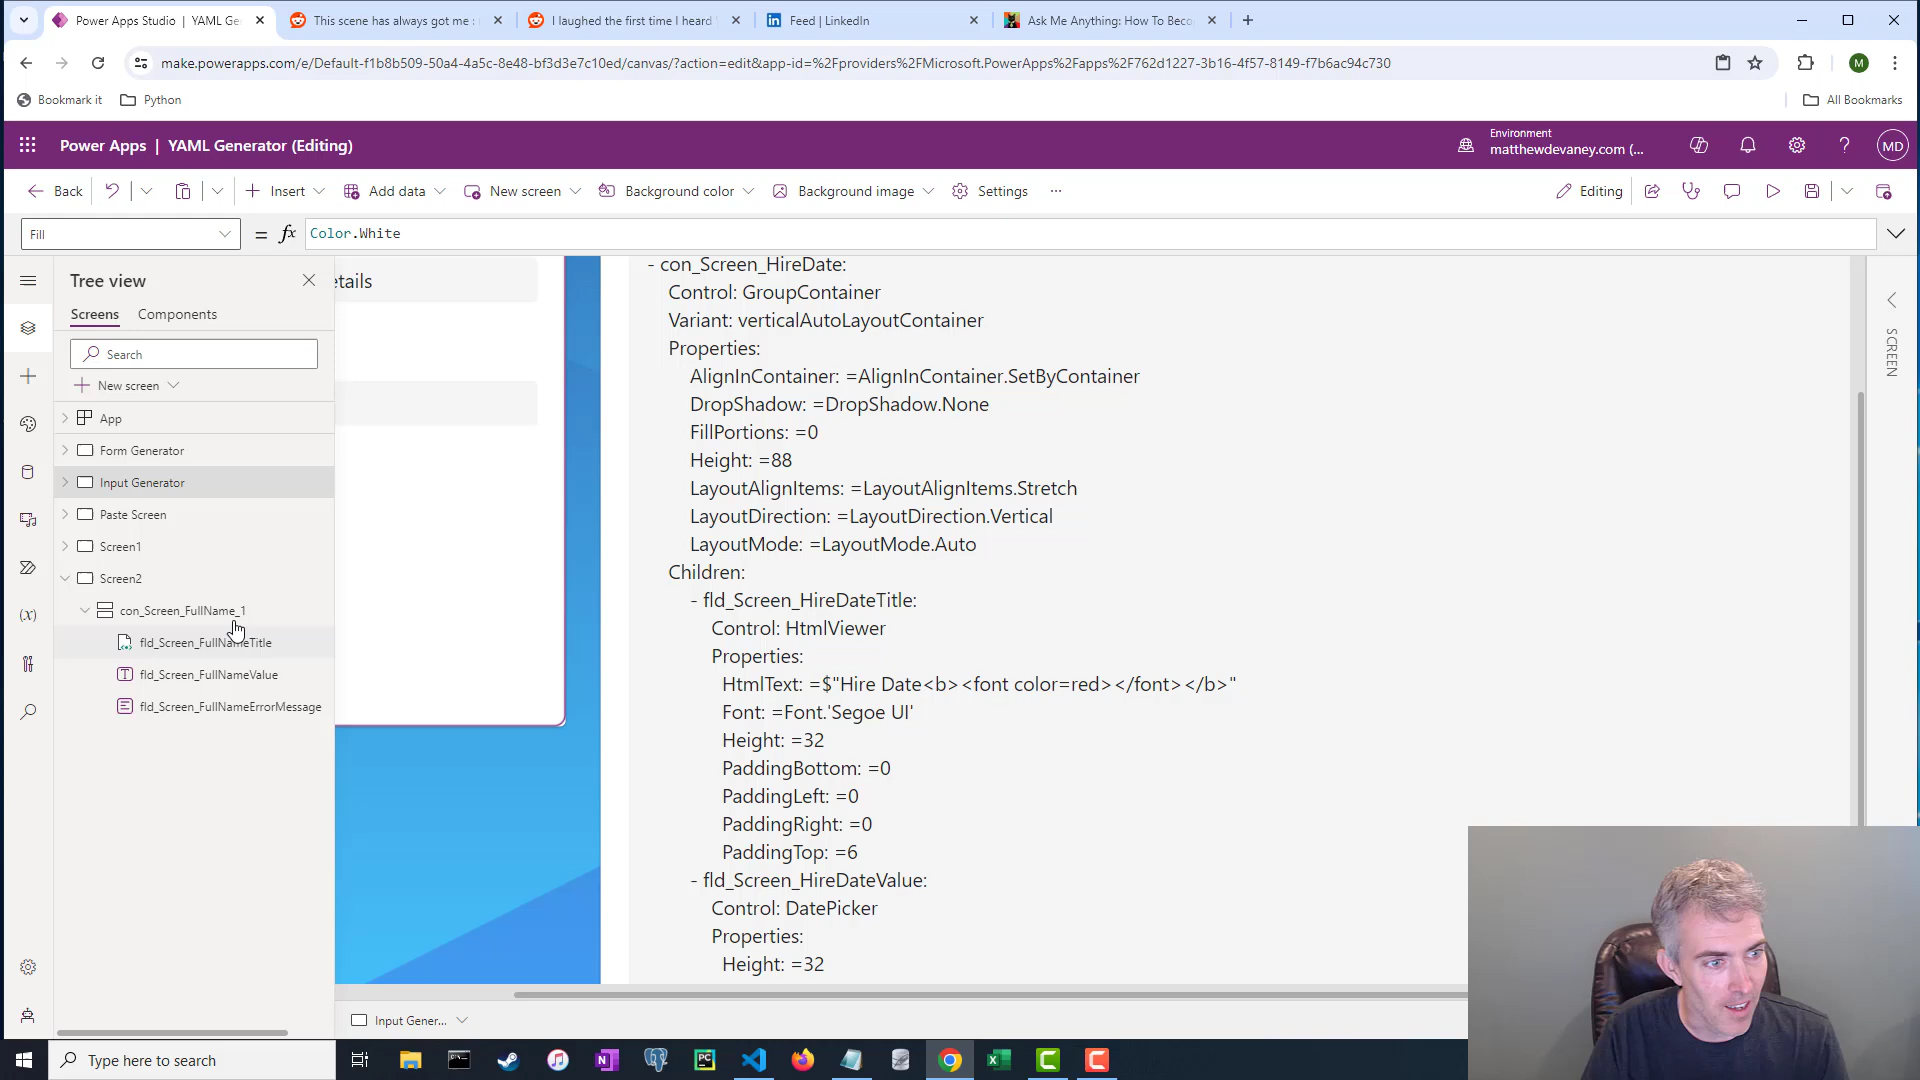 Power Apps Studio | YAML Gener
This scene has always got me :
I laughed the first time I heard
Feed | LinkedIn
Ask Me Anything: How To Beco
make.powerapps.com/e/Default-f1b8b509-50a4-4a5c-8e48-bf3d3e7c10ed/canvas/?action=edit&app-id=%2Fproviders%2FMicrosoft.PowerApps%2Fapps%2F762d1227-3b16-4f57-8149-f7b6ac94c730
M
Bookmark it
Python
All Bookmarks
Power Apps | YAML Generator (Editing)
Environment
matthewdevaney.com (...
MD
Back
Insert
Add data
New screen
Background color
Background image
Settings
Editing
Fill
= fx
Color.White
Tree view
Screens
Components
Search
New screen
App
Form Generator
Input Generator
Paste Screen
Screen1
Screen2
con_Screen_FullName_1
fld_Screen_FullNameTitle
fld_Screen_FullNameValue
fld_Screen_FullNameErrorMessage
etails
- con_Screen_HireDate:
Control: GroupContainer
Variant: verticalAutoLayoutContainer
Properties:
AlignInContainer: =AlignInContainer.SetByContainer
DropShadow: =DropShadow.None
FillPortions: =0
Height: =88
LayoutAlignItems: =LayoutAlignItems.Stretch
LayoutDirection: =LayoutDirection.Vertical
LayoutMode: =LayoutMode.Auto
Children:
- fld_Screen_HireDateTitle:
Control: HtmlViewer
Properties:
HtmlText: =$"Hire Date<b><font color=red></font></b>"
Font: =Font.'Segoe UI'
Height: =32
PaddingBottom: =0
PaddingLeft: =0
PaddingRight: =0
PaddingTop: =6
- fld_Screen_HireDateValue:
Control: DatePicker
Properties:
Height: =32
SCREEN
Input Gener...
Type here to search